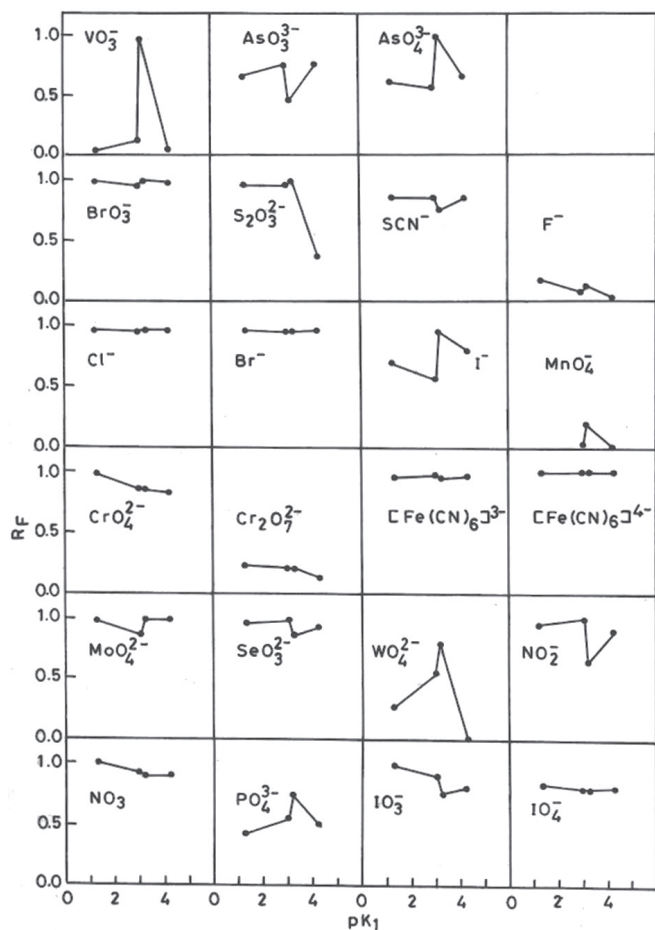 1.0 VO₃⁻ AsO₃³⁻ AsO₄³⁻
0.5
0.0
1.0
BrO₃⁻ S₂O₃²⁻ SCN⁻ F⁻
0.5
0.0
1.0
Cl⁻ Br⁻ I⁻ MnO₄⁻
0.5
0.0
1.0
CrO₄²⁻ Cr₂O₇²⁻ [Fe(CN)₆]³⁻ [Fe(CN)₆]⁴⁻
0.5
0.0
1.0
MoO₄²⁻ SeO₃²⁻ WO₄²⁻ NO₂⁻
0.5
0.0
1.0
NO₃ PO₄³⁻ IO₃⁻ IO₄⁻
0.5
0.0
0 2 4 0 2 4 0 2 4 0 2 4
pK₁
R_F